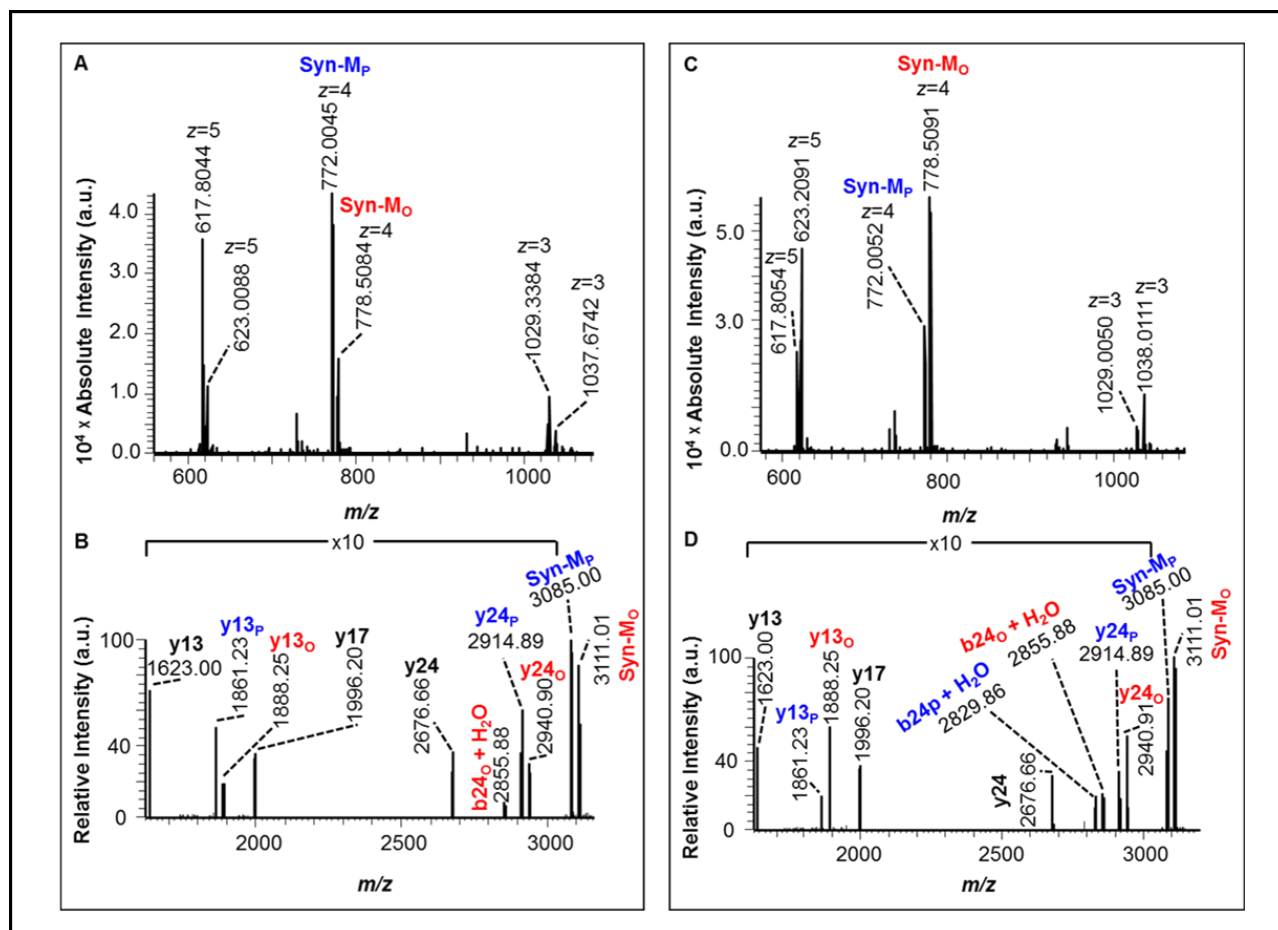 A
Syn-MP
z=4
772.0045
z=5
617.8044
z=5
623.0088
Syn-MO
z=4
778.5084
z=3
1029.3384
z=3
1037.6742
10⁴ x Absolute Intensity (a.u.)
4.0
3.0
2.0
1.0
0.0
600
800
1000
m/z
C
Syn-MO
z=4
778.5091
z=5
623.2091
z=5
617.8054
Syn-MP
z=4
772.0052
z=3
1029.0050
z=3
1038.0111
10⁴ x Absolute Intensity (a.u.)
5.0
3.0
0.0
600
800
1000
m/z
B
x10
Syn-MP
3085.00
y13
1623.00
y13P
1861.23
y13O
1888.25
y17
1996.20
y24
2676.66
b24O + H2O
2855.88
y24P
2914.89
y24O
2940.90
3111.01
Syn-MO
Relative Intensity (a.u.)
100
40
0
2000
3000
m/z
D
x10
Syn-MP
3085.00
1623.00
y13
y13P
1861.23
y13O
1888.25
y17
1996.20
y24
2676.66
b24p + H2O
2829.86
b24O + H2O
2855.88
y24P
2914.89
y24O
2940.91
3111.01
Syn-MO
Relative Intensity (a.u.)
100
40
0
2000
2500
3000
m/z